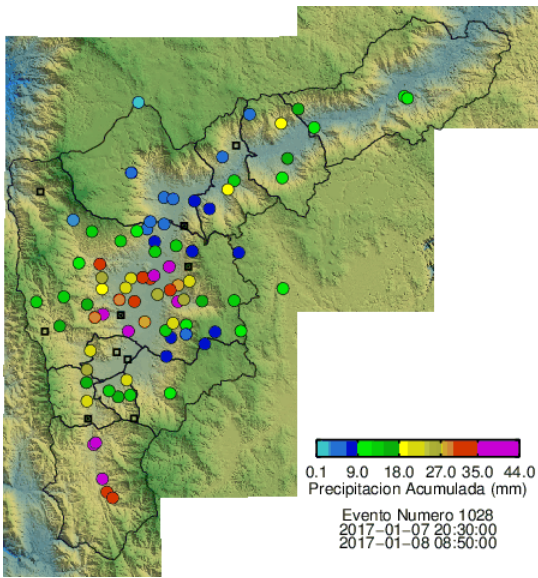 0.1 9.0 18.0 27.0 35.0 44.0
Precipitacion Acumulada (mm)
Evento Numero 1028
2017−01−07 20:30:00
2017−01−08 08:50:00